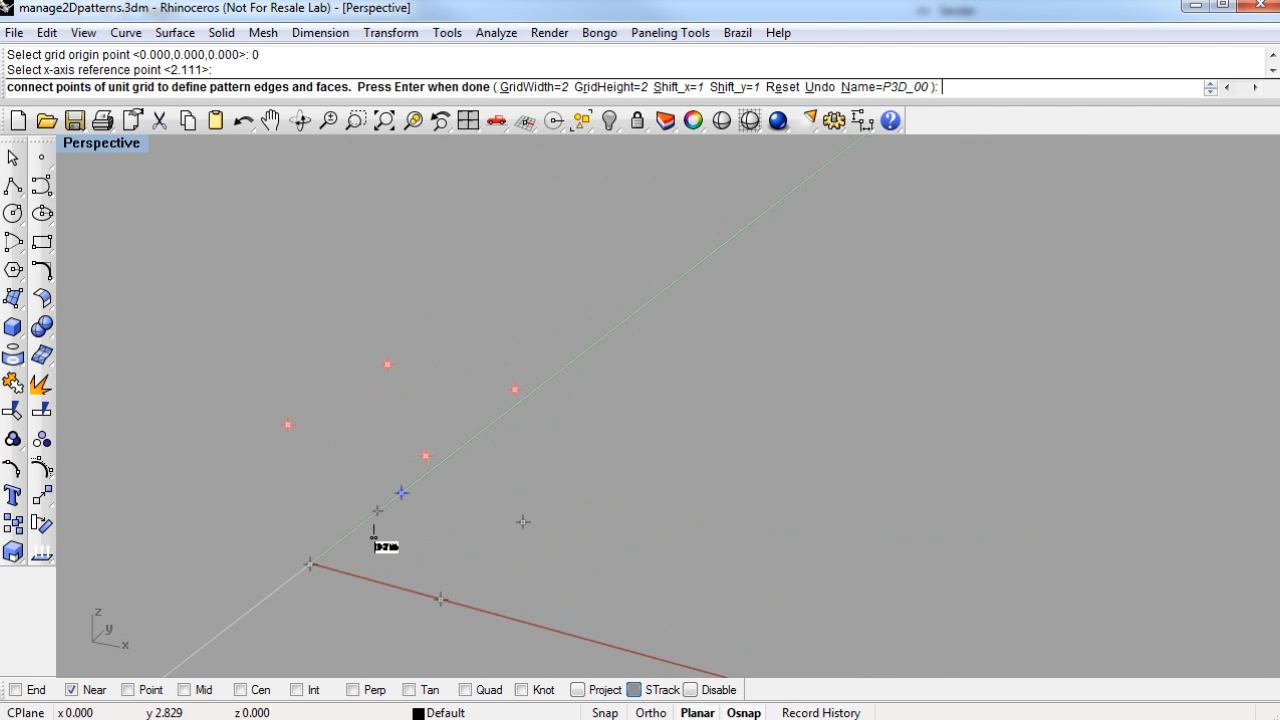 manage2Dpatterns.3dm - Rhinoceros (Not For Resale Lab) - [Perspective]
File Edit View Curve Surface Solid Mesh Dimension Transform Tools Analyze Render Bongo Paneling Tools Brazil Help
Select grid origin point <0.000,0.000,0.000>: 0
Select x-axis reference point <2.111>:
connect points of unit grid to define pattern edges and faces. Press Enter when done ( GridWidth=2 GridHeight=2 Shift_x=1 Shift_y=1 Reset Undo Name=P3D_00 ):
Perspective
z
y
x
End Near Point Mid Cen Int Perp Tan Quad Knot Project STrack Disable
CPlane x 0.000 y 2.829 z 0.000 Default Snap Ortho Planar Osnap Record History